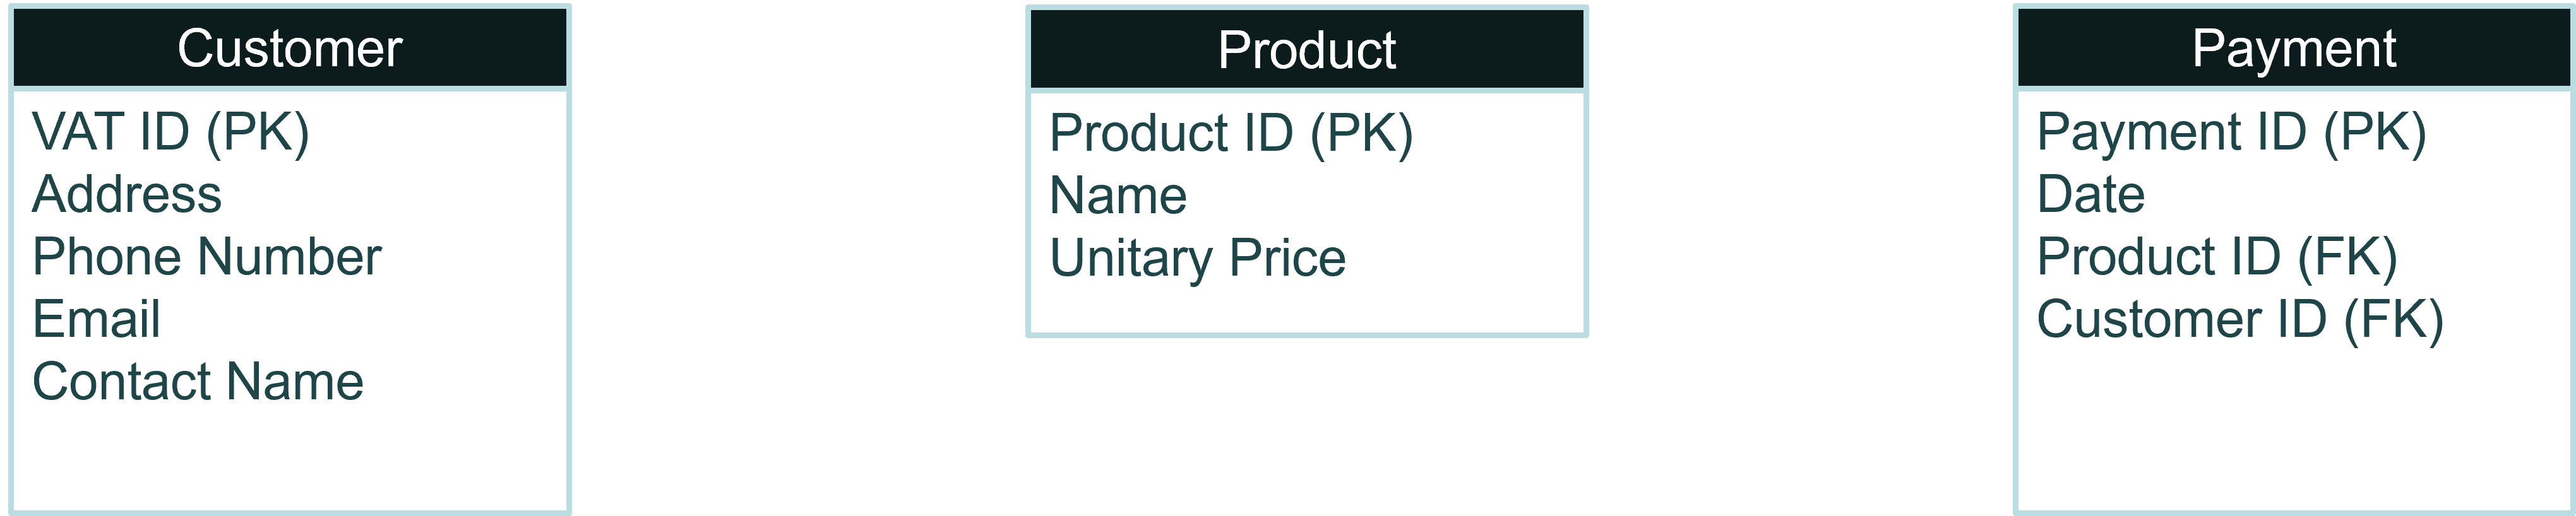 Customer
VAT ID (PK)
Address
Phone Number
Email
Contact Name
Product
Product ID (PK)
Name
Unitary Price
Payment
Payment ID (PK)
Date
Product ID (FK)
Customer ID (FK)